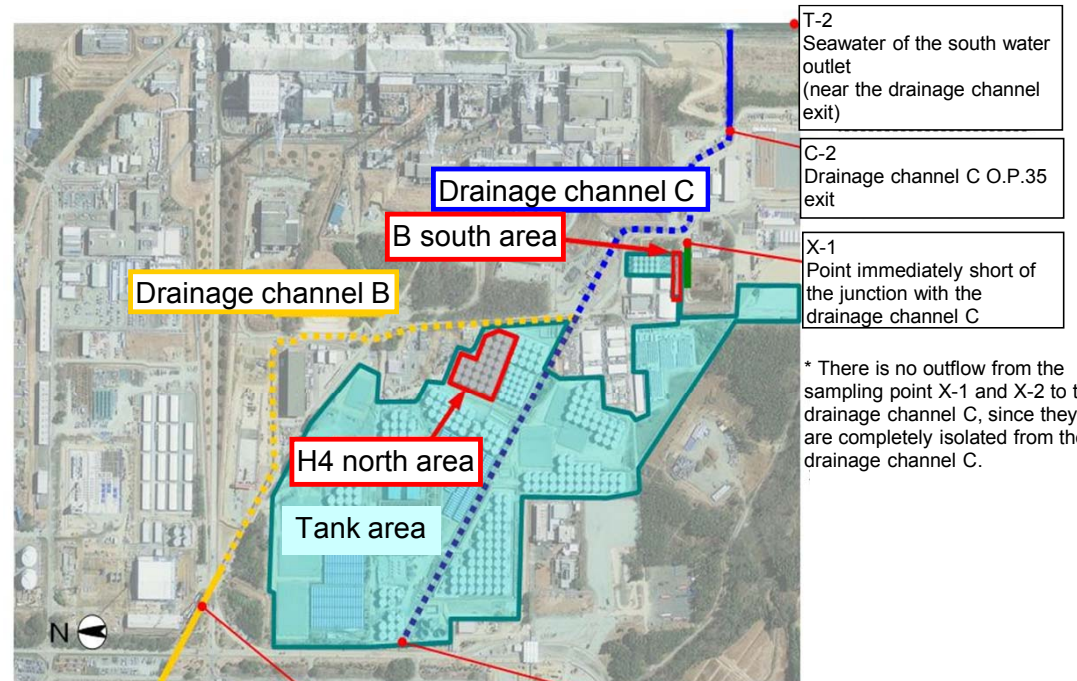 T-2
Seawater of the south water
outlet
(near the drainage channel
exit)
C-2
Drainage channel C O.P.35
exit
X-1
Point immediately short of
the junction with the
drainage channel C
* There is no outflow from the
sampling point X-1 and X-2 to t
drainage channel C, since they
are completely isolated from the
drainage channel C.
Drainage channel C
B south area
Drainage channel B
H4 north area
Tank area
N